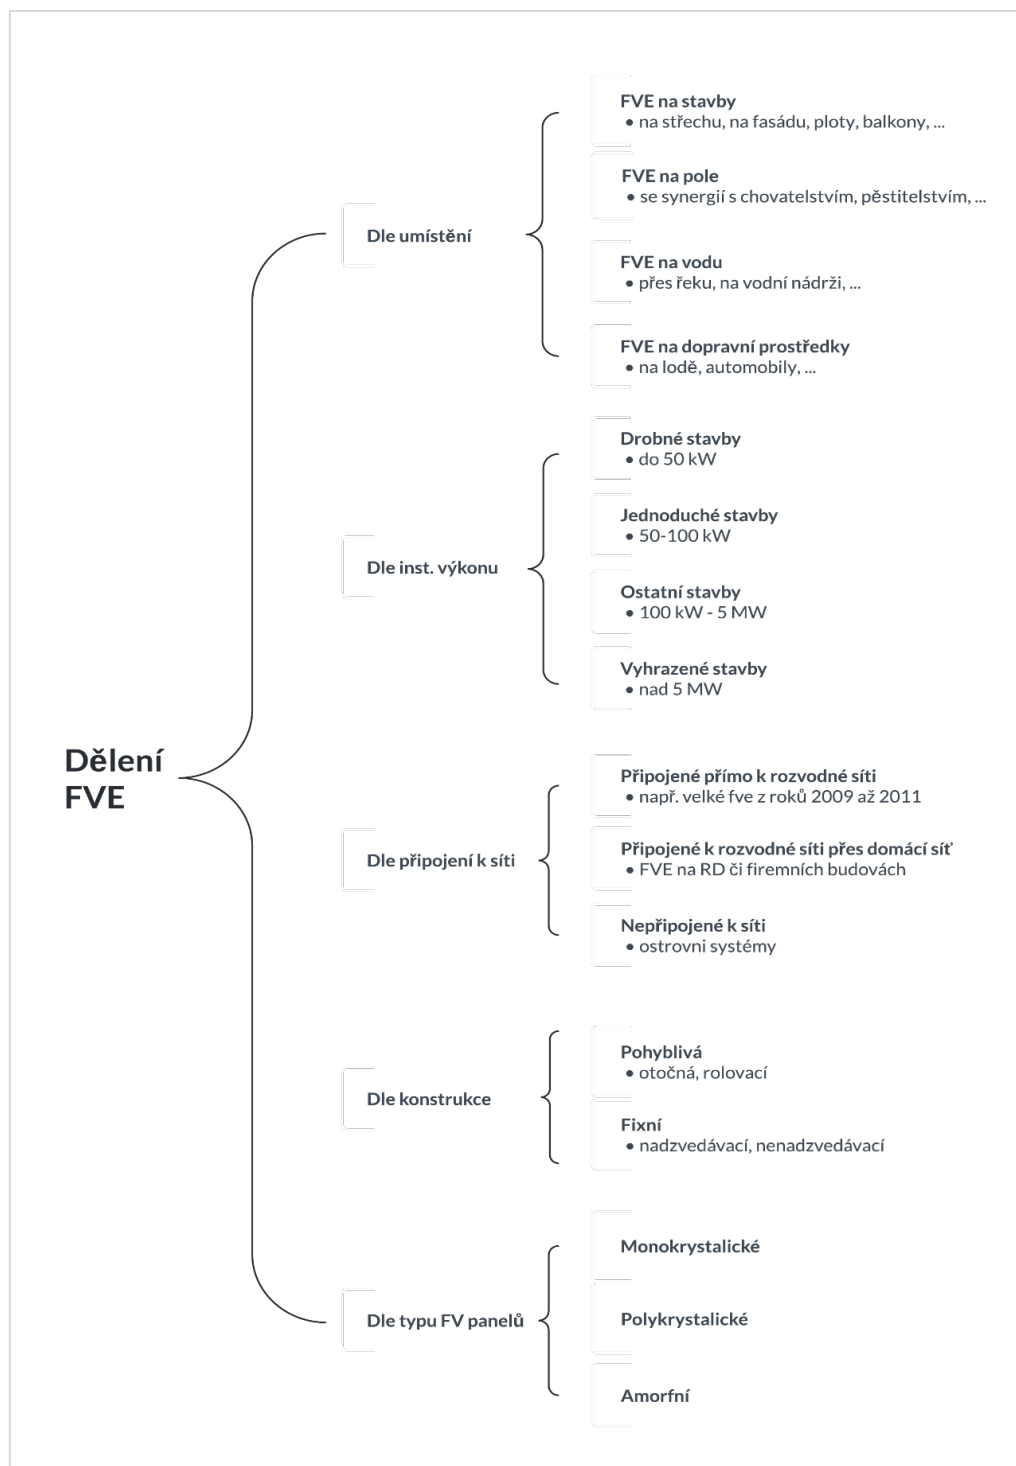 Dělení
FVE
Dle umístění
FVE na stavby
• na střechu, na fasádu, ploty, balkony, ...
FVE na pole
• se synergií s chovatelstvím, pěstitelstvím, ...
FVE na vodu
• přes řeku, na vodní nádrži, ...
FVE na dopravní prostředky
• na lodě, automobily, ...
Dle inst. výkonu
Drobné stavby
• do 50 kW
Jednoduché stavby
• 50-100 kW
Ostatní stavby
• 100 kW - 5 MW
Vyhrazené stavby
• nad 5 MW
Dle připojení k síti
Připojené přímo k rozvodné síti
• např. velké fve z roků 2009 až 2011
Připojené k rozvodné síti přes domácí síť
• FVE na RD či firemních budovách
Nepřipojené k síti
• ostrovni systémy
Dle konstrukce
Pohyblivá
• otočná, rolovací
Fixní
• nadzvedávací, nenadzvedávací
Dle typu FV panelů
Monokrystalické
Polykrystalické
Amorfní